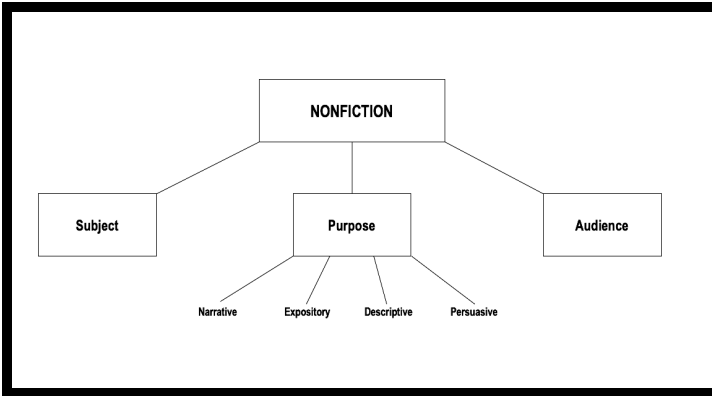 NONFICTION
Subject
Purpose
Audience
Narrative
Expository
Descriptive
Persuasive